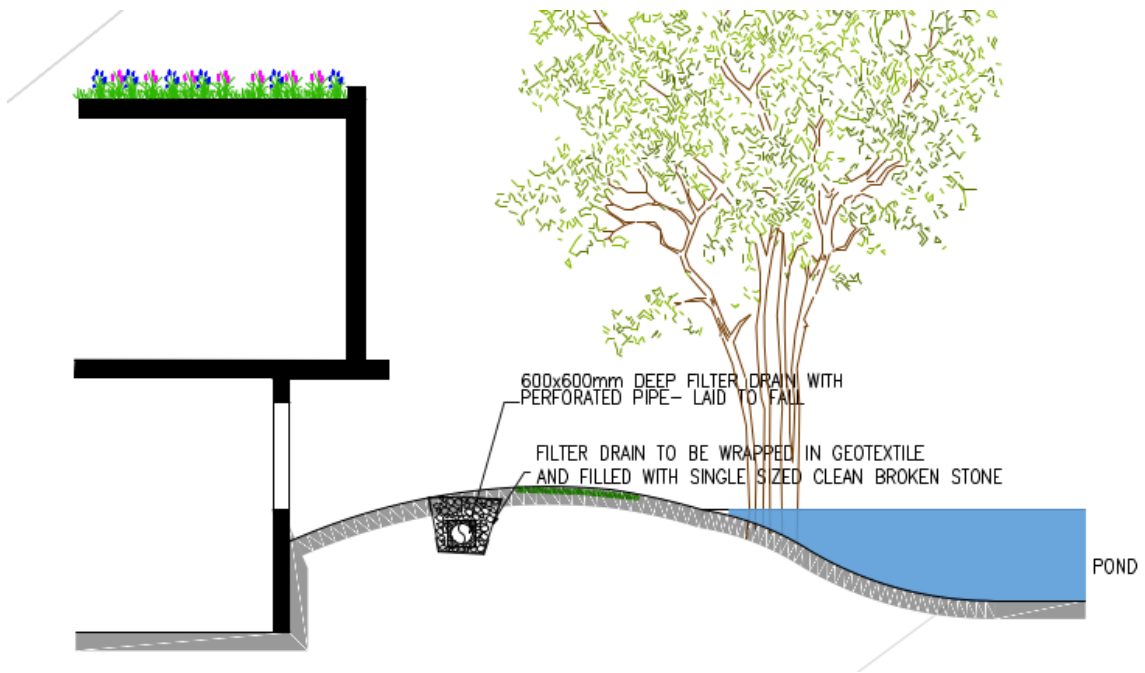 600x600mm DEEP FILTER DRAIN WITH
PERFORATED PIPE- LAID TO FALL
FILTER DRAIN TO BE WRAPPED IN GEOTEXTILE
AND FILLED WITH SINGLE SIZED CLEAN BROKEN STONE
POND